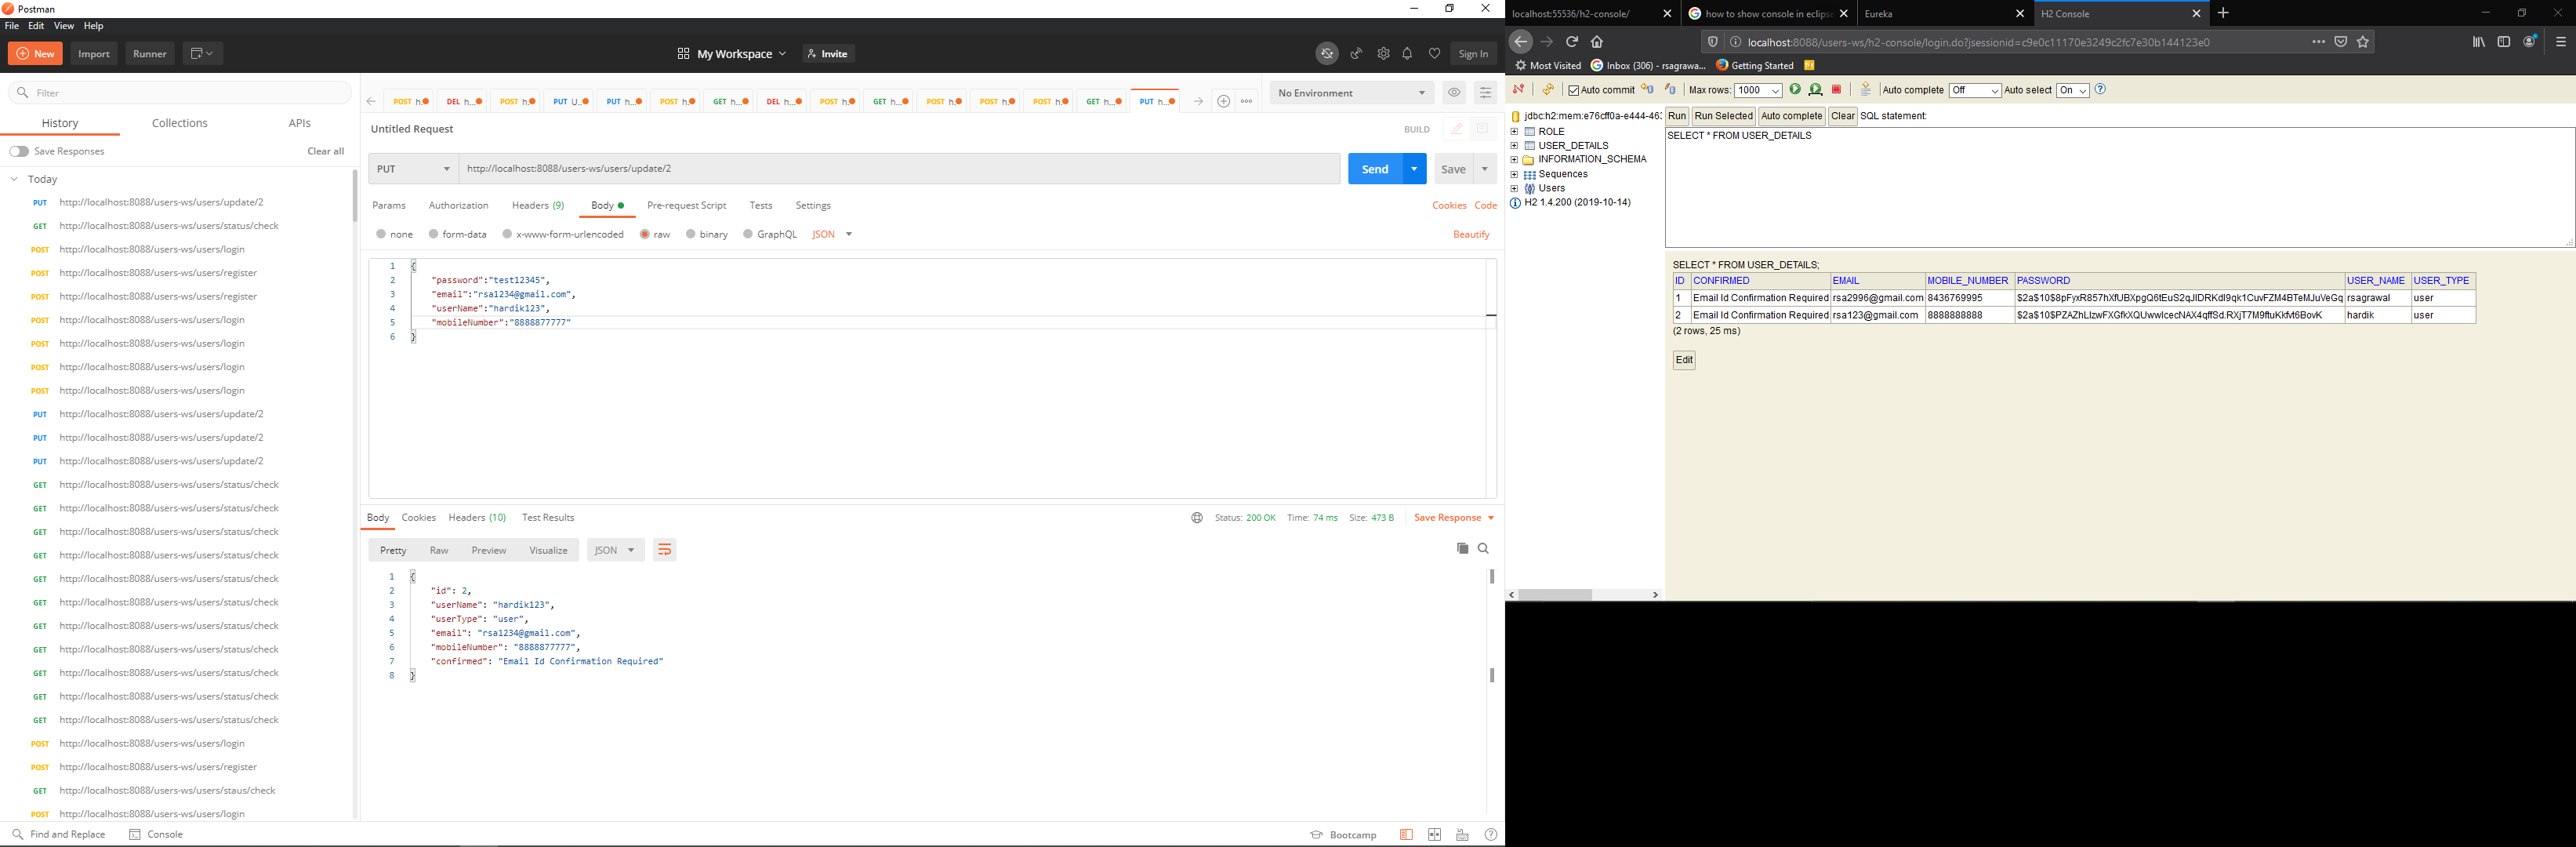 Postman
File Edit View Help
New Import Runner My Workspace Invite Sign In
Filter
History Collections APIs
Save Responses Clear all
Today
PUT http://localhost:8088/users-ws/users/update/2
GET http://localhost:8088/users-ws/users/status/check
POST http://localhost:8088/users-ws/users/login
POST http://localhost:8088/users-ws/users/register
POST http://localhost:8088/users-ws/users/register
POST http://localhost:8088/users-ws/users/login
POST http://localhost:8088/users-ws/users/login
POST http://localhost:8088/users-ws/users/login
POST http://localhost:8088/users-ws/users/login
PUT http://localhost:8088/users-ws/users/update/2
PUT http://localhost:8088/users-ws/users/update/2
PUT http://localhost:8088/users-ws/users/update/2
GET http://localhost:8088/users-ws/users/status/check
GET http://localhost:8088/users-ws/users/status/check
GET http://localhost:8088/users-ws/users/status/check
GET http://localhost:8088/users-ws/users/status/check
GET http://localhost:8088/users-ws/users/status/check
GET http://localhost:8088/users-ws/users/status/check
GET http://localhost:8088/users-ws/users/status/check
GET http://localhost:8088/users-ws/users/status/check
GET http://localhost:8088/users-ws/users/status/check
GET http://localhost:8088/users-ws/users/status/check
GET http://localhost:8088/users-ws/users/status/check
POST http://localhost:8088/users-ws/users/login
POST http://localhost:8088/users-ws/users/register
GET http://localhost:8088/users-ws/users/staus/check
POST http://localhost:8088/users-ws/users/login
Find and Replace Console
POST h... DEL h... POST h... PUT U... PUT h... POST h... GET h... DEL h... POST h... GET h... POST h... POST h... POST h... GET h... PUT h... No Environment
Untitled Request BUILD
PUT http://localhost:8088/users-ws/users/update/2 Send Save
Params Authorization Headers (9) Body Pre-request Script Tests Settings Cookies Code
none form-data x-www-form-urlencoded raw binary GraphQL JSON Beautify
1 {
2 "password":"test12345",
3 "email":"rsa1234@gmail.com",
4 "userName":"hardik123",
5 "mobileNumber":"8888877777"
6 }
Body Cookies Headers (10) Test Results Status: 200 OK Time: 74 ms Size: 473 B Save Response
Pretty Raw Preview Visualize JSON
1 {
2 "id": 2,
3 "userName": "hardik123",
4 "userType": "user",
5 "email": "rsa1234@gmail.com",
6 "mobileNumber": "8888877777",
7 "confirmed": "Email Id Confirmation Required"
8 }
Bootcamp
localhost:55536/h2-console/ how to show console in eclipse Eureka H2 Console
localhost:8088/users-ws/h2-console/login.do?jsessionid=c9e0c11170e3249c2fc7e30b144123e0
Most Visited Inbox (306) - rsagrawa... Getting Started
Auto commit Max rows: 1000 Auto complete Off Auto select On
jdbc:h2:mem:e76cff0a-e444-463
ROLE
USER_DETAILS
INFORMATION_SCHEMA
Sequences
Users
H2 1.4.200 (2019-10-14)
Run Run Selected Auto complete Clear SQL statement:
SELECT * FROM USER_DETAILS
SELECT * FROM USER_DETAILS;
ID CONFIRMED EMAIL MOBILE_NUMBER PASSWORD USER_NAME USER_TYPE
1 Email Id Confirmation Required rsa2996@gmail.com 8436769995 $2a$10$8pFyxR857hXfUBXpgQ6tEuS2qJIDRKdI9qk1CuvFZM4BTeMJuVeGq rsagrawal user
2 Email Id Confirmation Required rsa123@gmail.com 8888888888 $2a$10$PZAZhLIzwFXGfkXQUwwIcecNAX4qffSd.RXjT7M9ftuKkfvt6BovK hardik user
(2 rows, 25 ms)
Edit